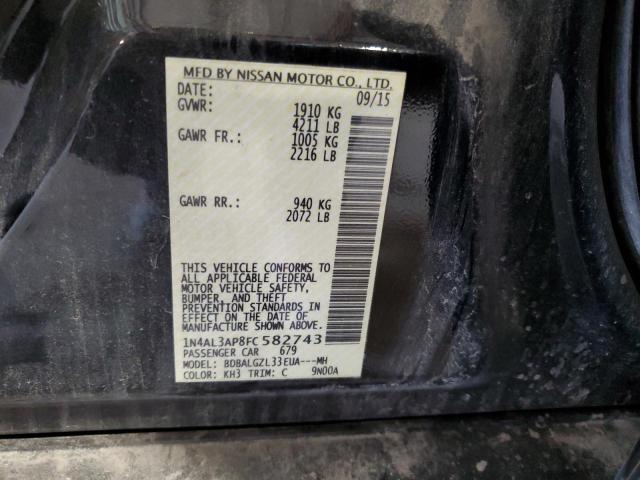 MFD BY NISSAN MOTOR CO., LTD.
DATE: 09/15
GVWR: 1910 KG
4211 LB
GAWR FR.: 1005 KG
2216 LB
GAWR RR.: 940 KG
2072 LB
THIS VEHICLE CONFORMS TO
ALL APPLICABLE FEDERAL
MOTOR VEHICLE SAFETY,
BUMPER, AND THEFT
PREVENTION STANDARDS IN
EFFECT ON THE DATE OF
MANUFACTURE SHOWN ABOVE.
1N4AL3AP8FC582743
PASSENGER CAR 679
MODEL: BDBALGZL33EUA---MH
COLOR: KH3 TRIM: C 9N00A